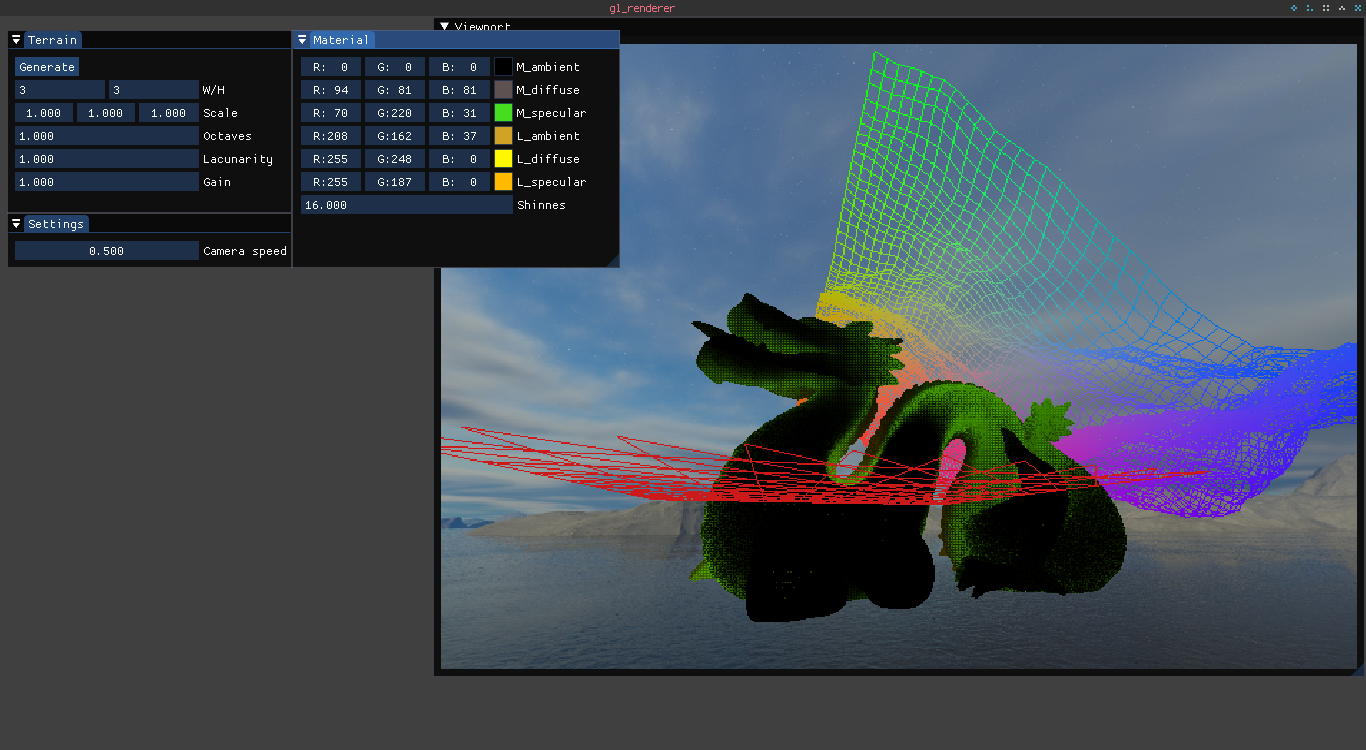 gl_renderer
Viewport
Terrain
Generate
3 3 W/H
1.000 1.000 1.000 Scale
1.000 Octaves
1.000 Lacunarity
1.000 Gain
Settings
0.500 Camera speed
Material
R: 0 G: 0 B: 0 M_ambient
R: 94 G: 81 B: 81 M_diffuse
R: 70 G:220 B: 31 M_specular
R:208 G:162 B: 37 L_ambient
R:255 G:248 B: 0 L_diffuse
R:255 G:187 B: 0 L_specular
16.000 Shinnes